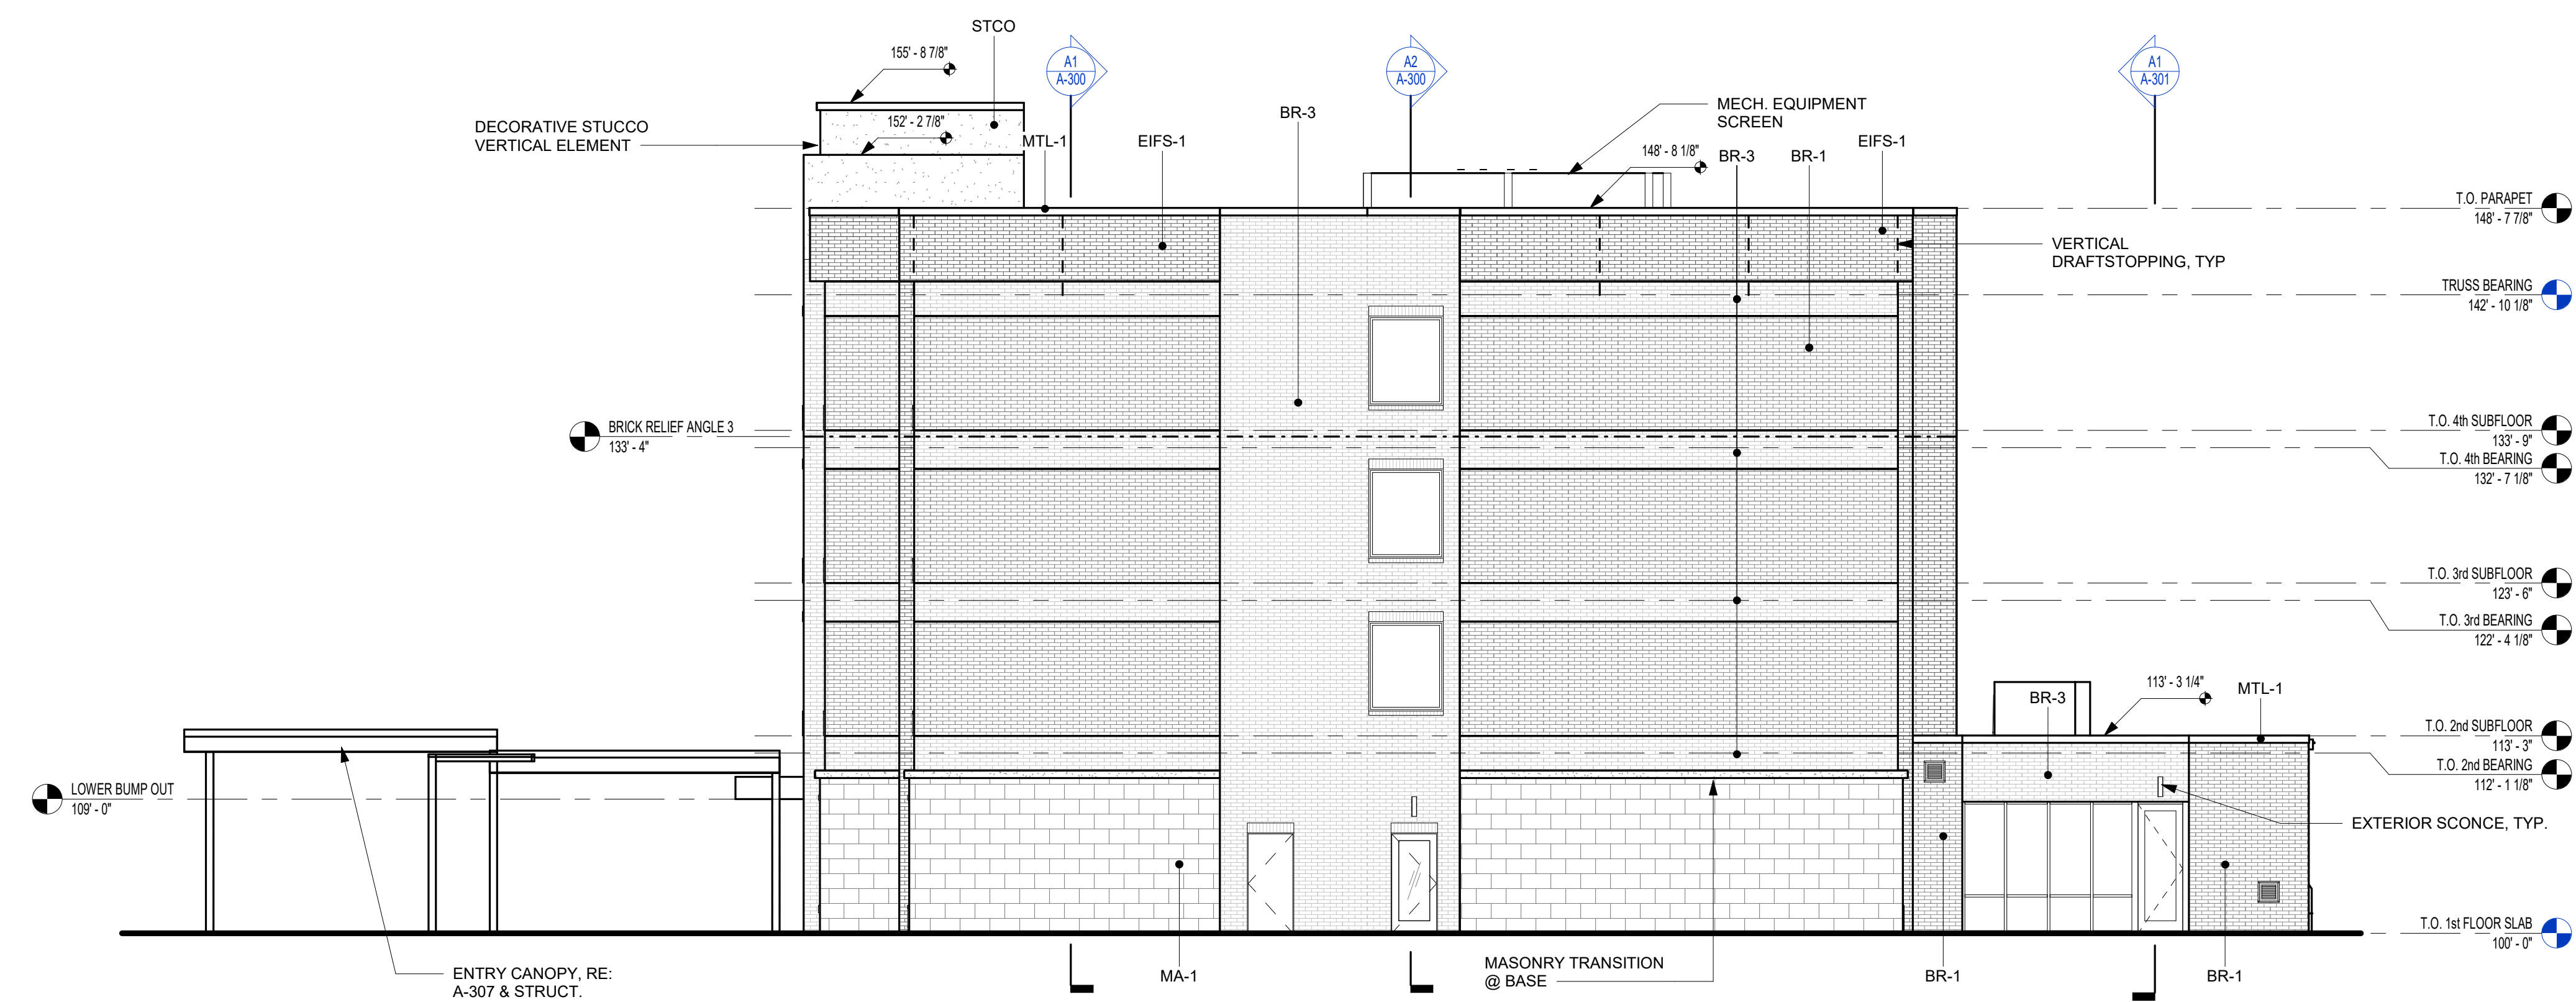 STCO
155' - 8 7/8"
A1
A-300
A2
A-300
A1
A-301
DECORATIVE STUCCO
VERTICAL ELEMENT
152' - 2 7/8"
MTL-1
EIFS-1
BR-3
MECH. EQUIPMENT
SCREEN
148' - 8 1/8"
BR-3
BR-1
EIFS-1
T.O. PARAPET
148' - 7 7/8"
VERTICAL
DRAFTSTOPPING, TYP
TRUSS BEARING
142' - 10 1/8"
BRICK RELIEF ANGLE 3
133' - 4"
T.O. 4th SUBFLOOR
133' - 9"
T.O. 4th BEARING
132' - 7 1/8"
T.O. 3rd SUBFLOOR
123' - 6"
T.O. 3rd BEARING
122' - 4 1/8"
BR-3
113' - 3 1/4"
MTL-1
T.O. 2nd SUBFLOOR
113' - 3"
T.O. 2nd BEARING
112' - 1 1/8"
LOWER BUMP OUT
109' - 0"
EXTERIOR SCONCE, TYP.
T.O. 1st FLOOR SLAB
100' - 0"
ENTRY CANOPY, RE:
A-307 & STRUCT.
MA-1
MASONRY TRANSITION
@ BASE
BR-1
BR-1